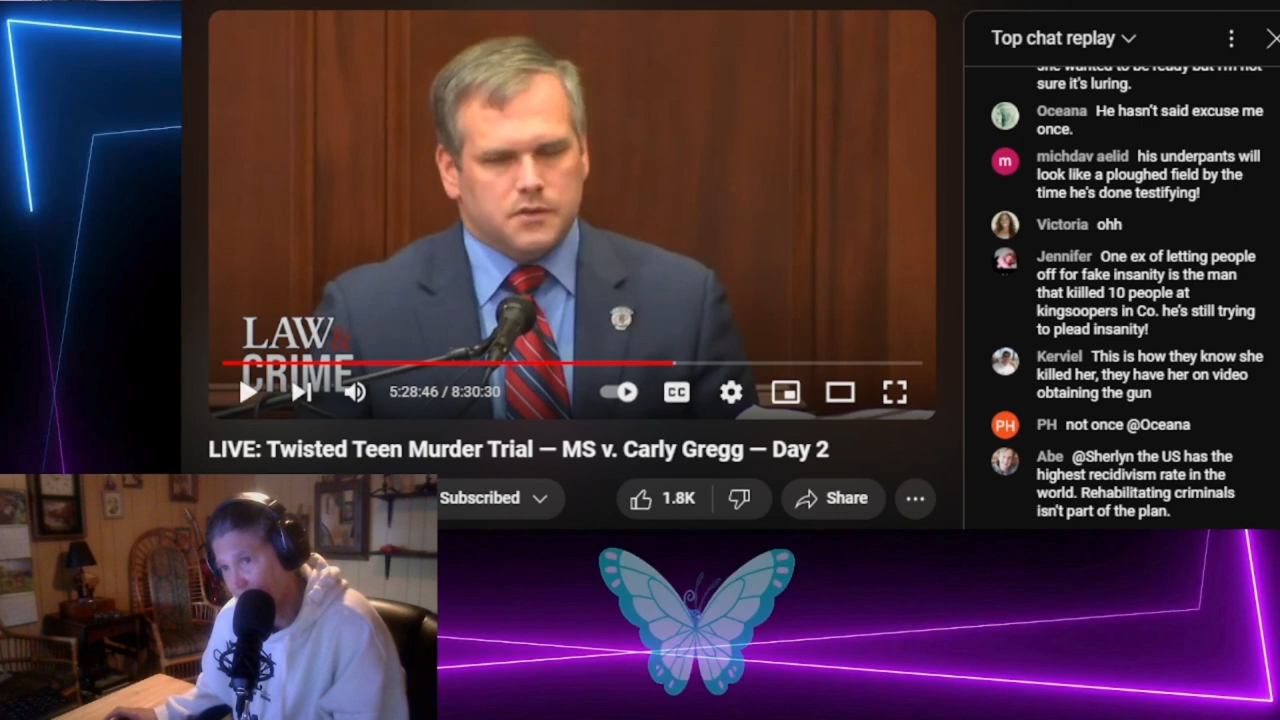 LAW&
CRIME
5:28:46 / 8:30:30
CC
LIVE: Twisted Teen Murder Trial — MS v. Carly Gregg — Day 2
Subscribed
1.8K
Share
Top chat replay
she wanted to be ready but I'm not
sure it's luring.
Oceana He hasn't said excuse me
once.
m
michdav aelid his underpants will
look like a ploughed field by the
time he's done testifying!
Victoria ohh
Jennifer One ex of letting people
off for fake insanity is the man
that kiilled 10 people at
kingsoopers in Co. he's still trying
to plead insanity!
Kerviel This is how they know she
killed her, they have her on video
obtaining the gun
PH
PH not once @Oceana
Abe @Sherlyn the US has the
highest recidivism rate in the
world. Rehabilitating criminals
isn't part of the plan.